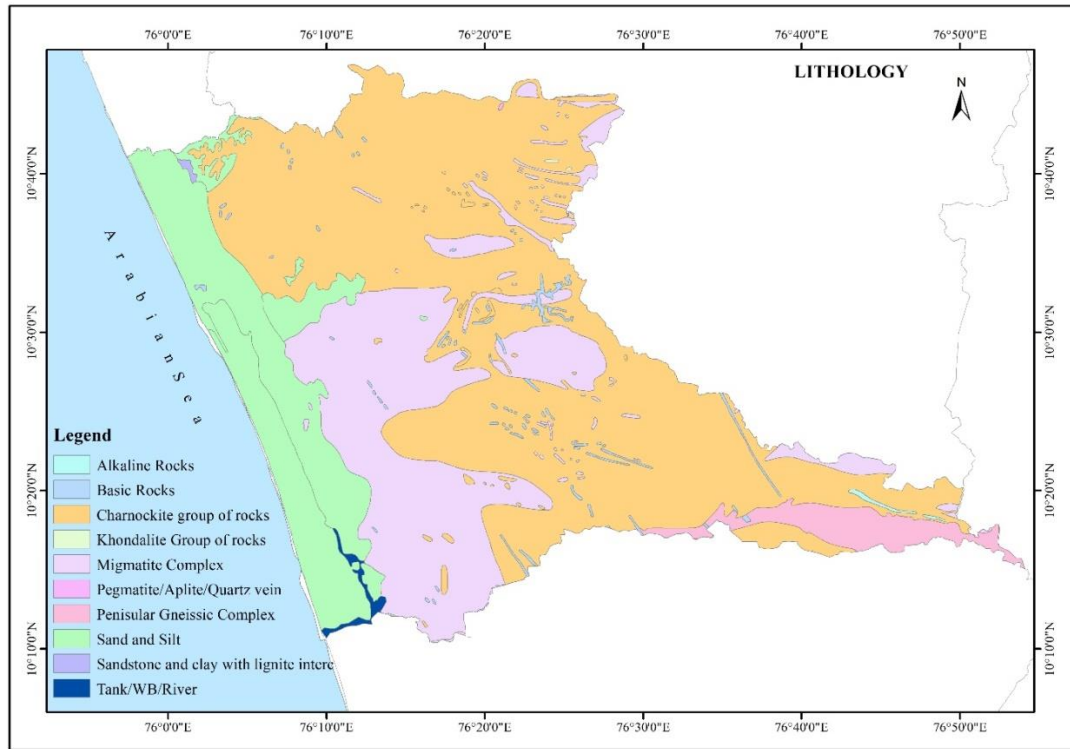 76°0'0"E 76°10'0"E 76°20'0"E 76°30'0"E 76°40'0"E 76°50'0"E
LITHOLOGY
N
10°40'0"N 10°40'0"N
10°30'0"N 10°30'0"N
10°20'0"N 10°20'0"N
10°10'0"N 10°10'0"N
Arabian Sea
Legend
Alkaline Rocks
Basic Rocks
Charnockite group of rocks
Khondalite Group of rocks
Migmatite Complex
Pegmatite/Aplite/Quartz vein
Penisular Gneissic Complex
Sand and Silt
Sandstone and clay with lignite interc
Tank/WB/River
76°0'0"E 76°10'0"E 76°20'0"E 76°30'0"E 76°40'0"E 76°50'0"E